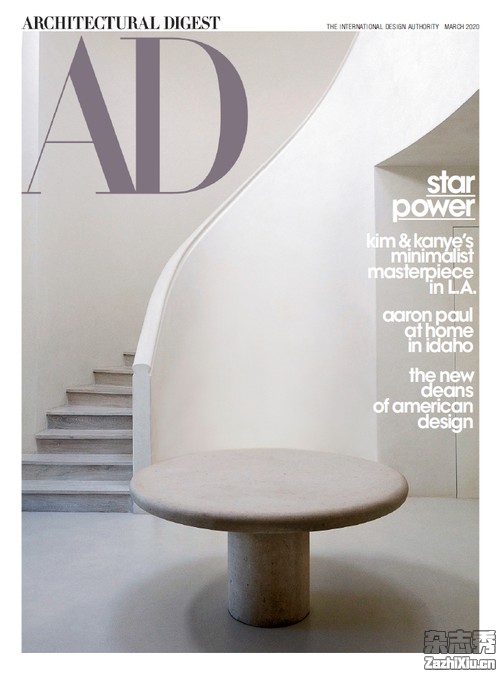 ARCHITECTURAL DIGEST
THE INTERNATIONAL DESIGN AUTHORITY MARCH 2020
AD
star
power
kim & kanye's
minimalist
masterpiece
in L.A.
aaron paul
at home
in idaho
the new
deans
of american
design
杂志秀
ZazhiXiu.cn